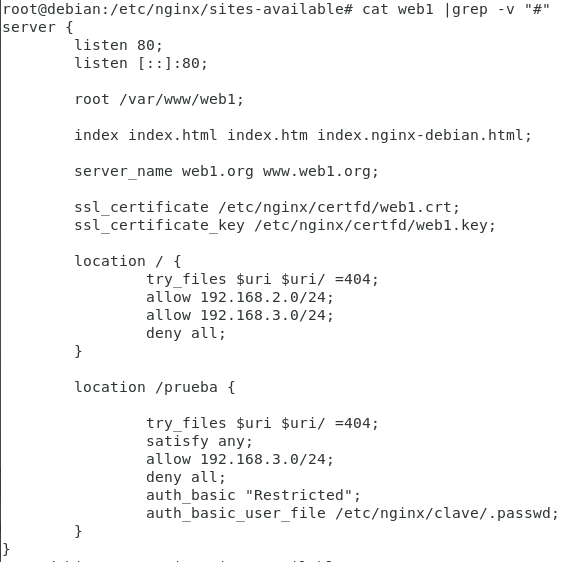 root@debian:/etc/nginx/sites-available# cat web1 |grep -v "#"
server {
listen 80;
listen [::]:80;
root /var/www/web1;
index index.html index.htm index.nginx-debian.html;
server_name web1.org www.web1.org;
ssl_certificate /etc/nginx/certfd/web1.crt;
ssl_certificate_key /etc/nginx/certfd/web1.key;
location / {
try_files $uri $uri/ =404;
allow 192.168.2.0/24;
allow 192.168.3.0/24;
deny all;
}
location /prueba {
try_files $uri $uri/ =404;
satisfy any;
allow 192.168.3.0/24;
deny all;
auth_basic "Restricted";
auth_basic_user_file /etc/nginx/clave/.passwd;
}
}